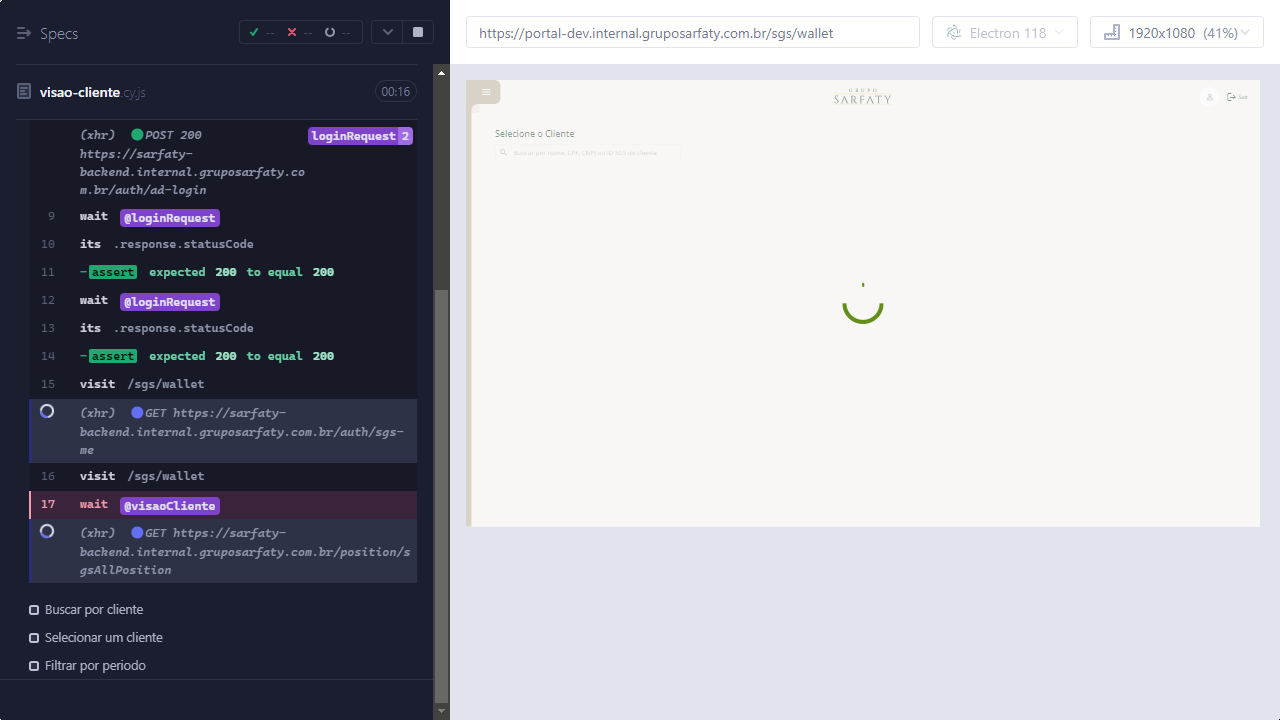 Specs
-- -- --
https://portal-dev.internal.gruposarfaty.com.br/sgs/wallet
Electron 118
1920x1080 (41%)
visao-cliente.cy.js
00:16
(xhr) POST 200 loginRequest 2
https://sarfaty-
backend.internal.gruposarfaty.co
m.br/auth/ad-login
9 wait @loginRequest
10 its .response.statusCode
11 -assert expected 200 to equal 200
12 wait @loginRequest
13 its .response.statusCode
14 -assert expected 200 to equal 200
15 visit /sgs/wallet
(xhr) GET https://sarfaty-
backend.internal.gruposarfaty.com.br/auth/sgs-
me
16 visit /sgs/wallet
17 wait @visaoCliente
(xhr) GET https://sarfaty-
backend.internal.gruposarfaty.com.br/position/s
gsAllPosition
Buscar por cliente
Selecionar um cliente
Filtrar por periodo
GRUPO
SARFATY
Sair
Selecione o Cliente
Buscar por nome, CPF, CNPJ ou id SGS do cliente